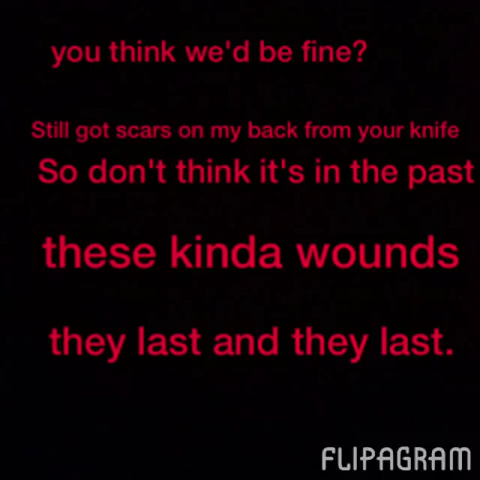 you think we'd be fine?
Still got scars on my back from your knife
So don't think it's in the past
these kinda wounds
they last and they last.
FLIPAGRAM